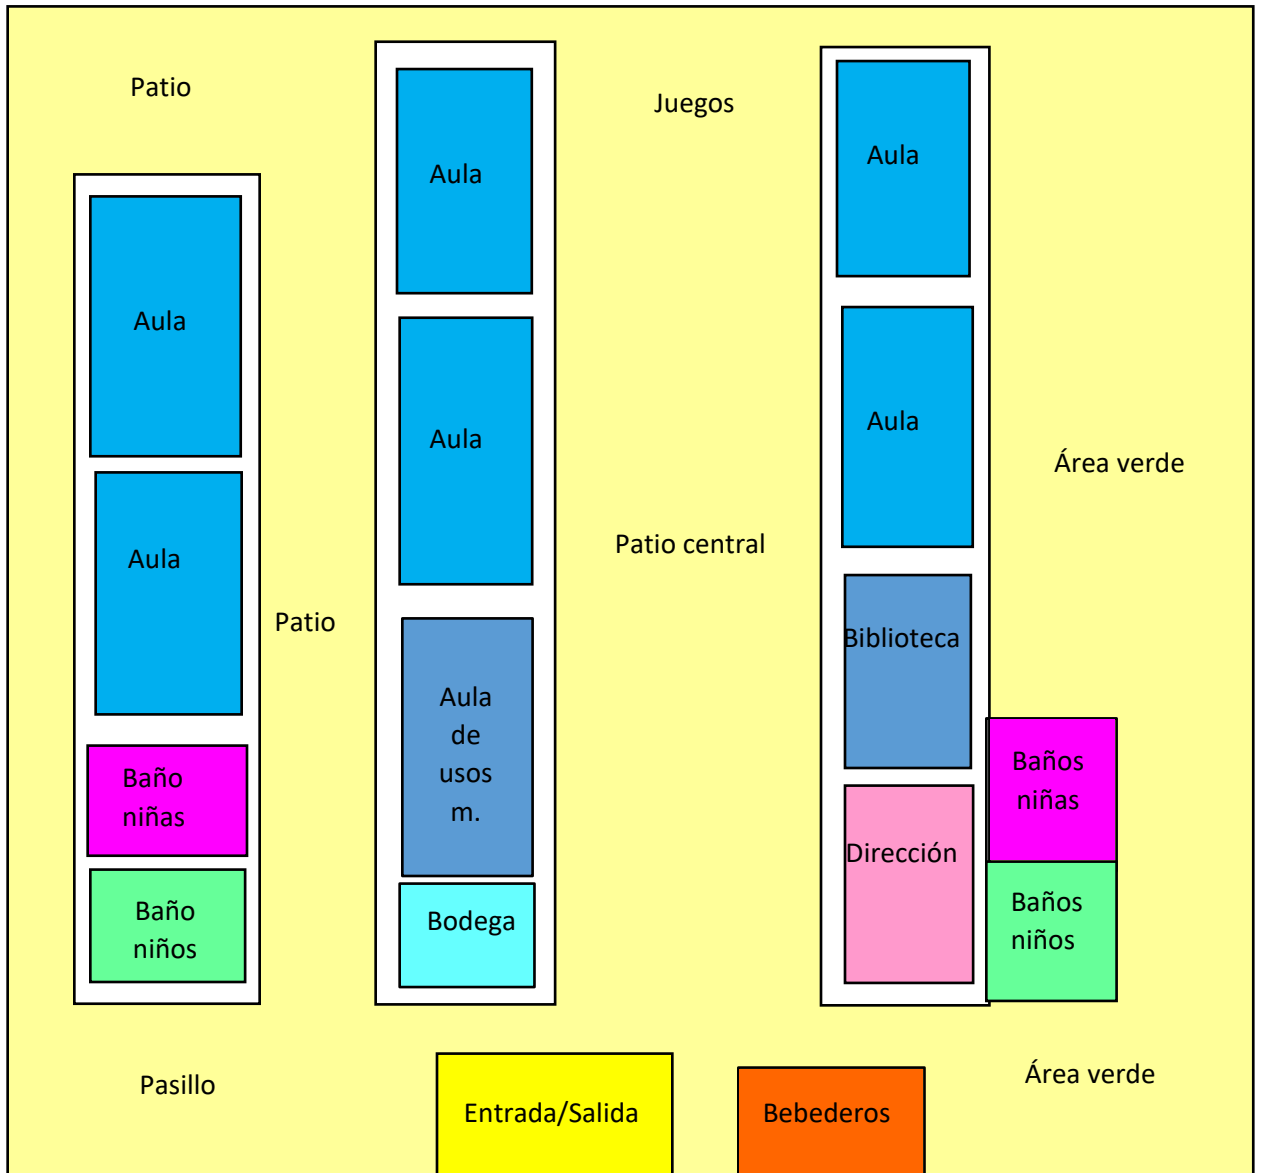 Patio
Juegos
Aula
Aula
Aula
Aula
Aula
Aula
Área verde
Patio central
Patio
Biblioteca
Aula
de
usos
m.
Baño
niñas
Baños
niñas
Dirección
Baño
niños
Bodega
Baños
niños
Pasillo
Entrada/Salida
Bebederos
Área verde